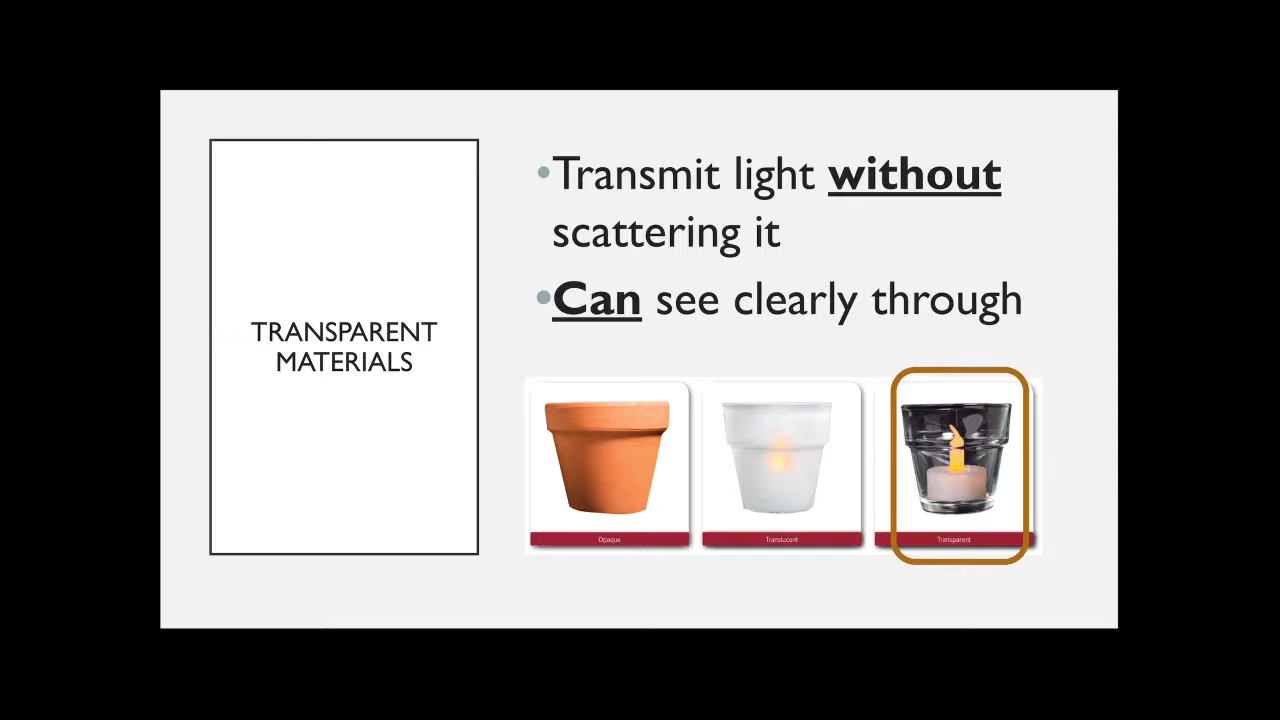 TRANSPARENT
MATERIALS
•Transmit light without
scattering it
•Can see clearly through
Opaque
Translucent
Transparent